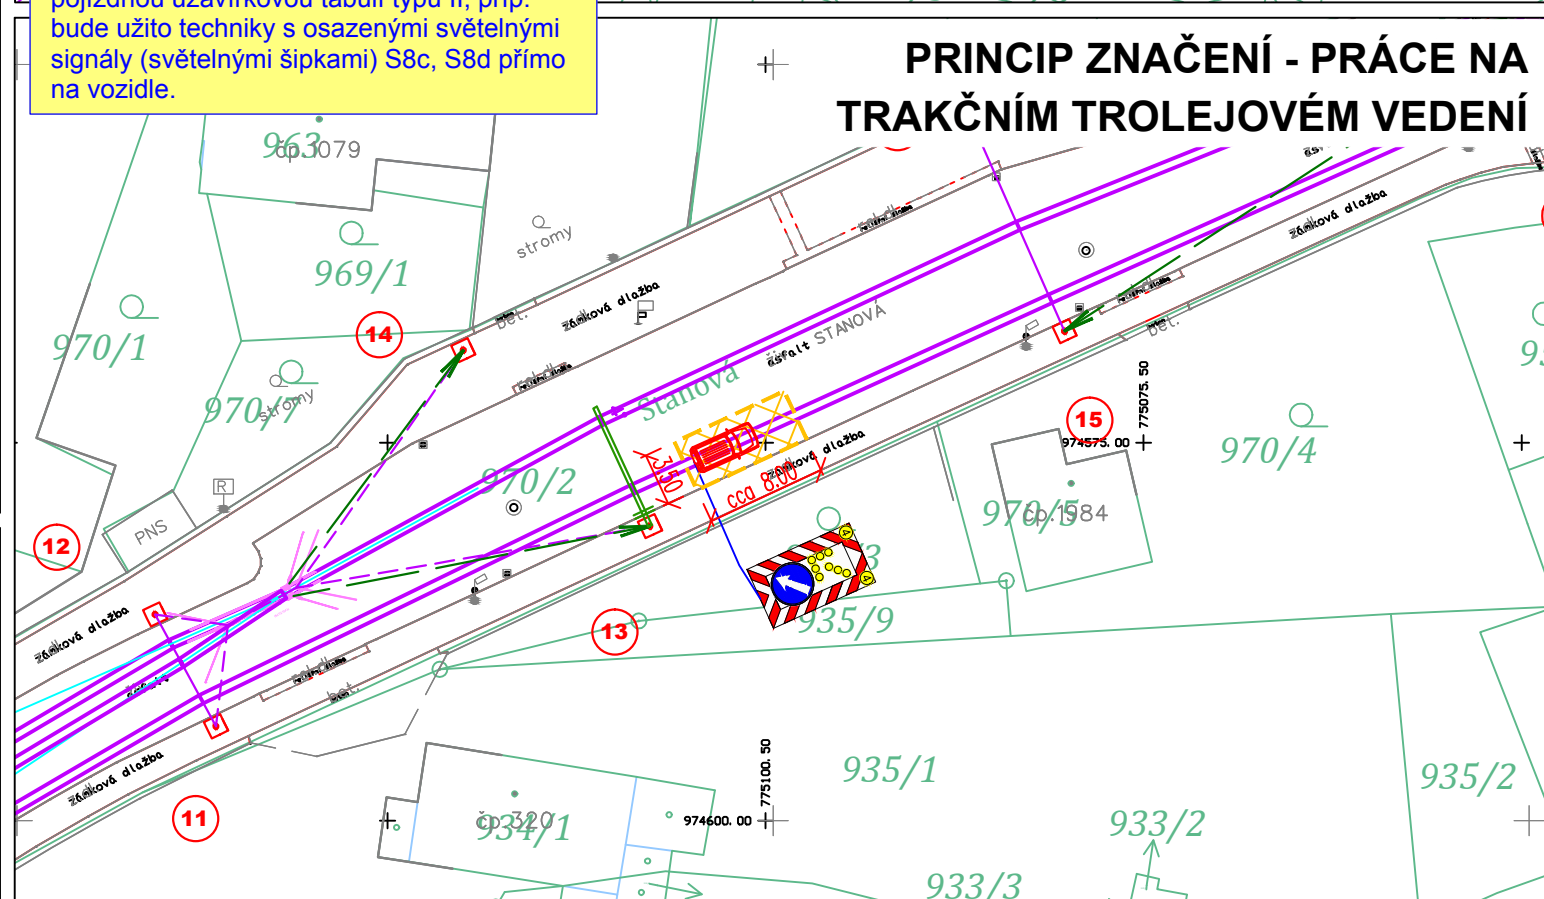 pojízdnou uzavírkovou tabulí typu II, příp.
bude užito techniky s osazenými světelnými
signály (světelnými šipkami) S8c, S8d přímo
na vozidle.
PRINCIP ZNAČENÍ - PRÁCE NA
TRAKČNÍM TROLEJOVÉM VEDENÍ
963
čp.1079
stromy
969/1
970/1
14
970/7
stromy
bet.
zámková dlažba
zámková dlažba
asfalt STANOVÁ
Stanová
bet.
775075.50
15
974575.00
970/4
970/2
3,50
cca 8.00
zámková dlažba
970/5
čp.1984
R
PNS
12
935/9
13
zámková dlažba
asfalt
bet.
zámková dlažba
11
775100.50
935/1
935/2
čp.320
934/1
974600.00
933/2
933/3